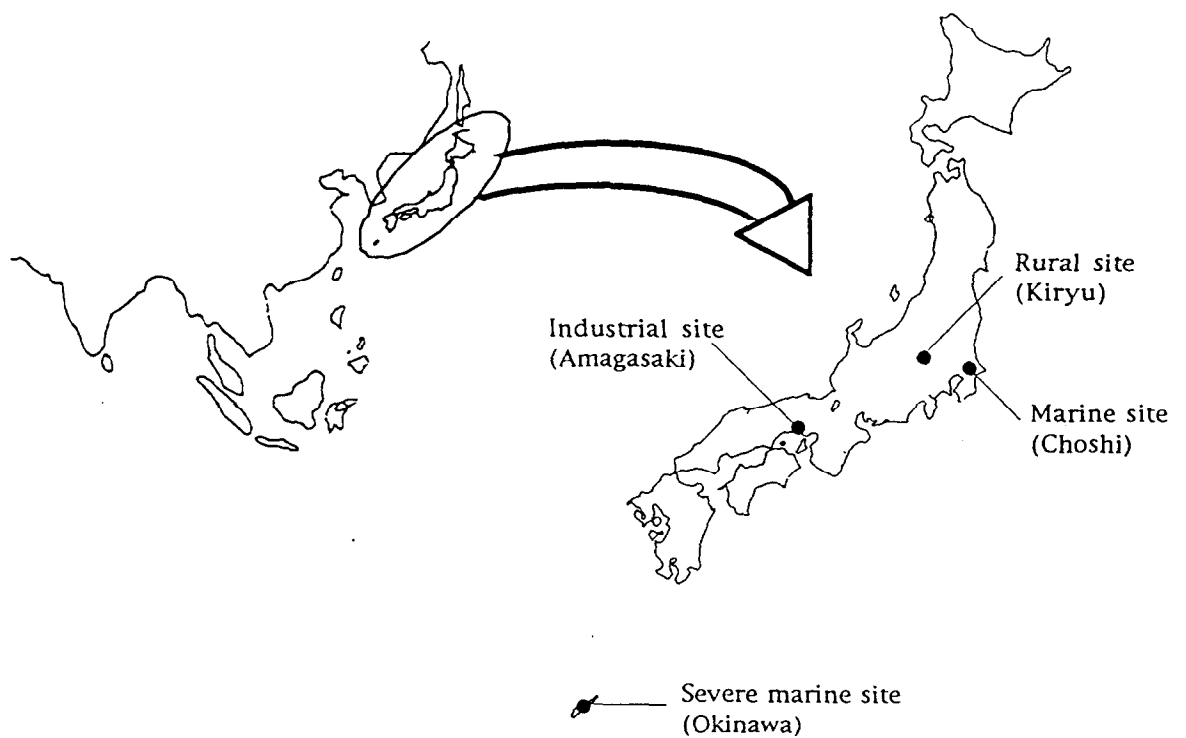 Rural site
(Kiryu)
Industrial site
(Amagasaki)
Marine site
(Choshi)
Severe marine site
(Okinawa)